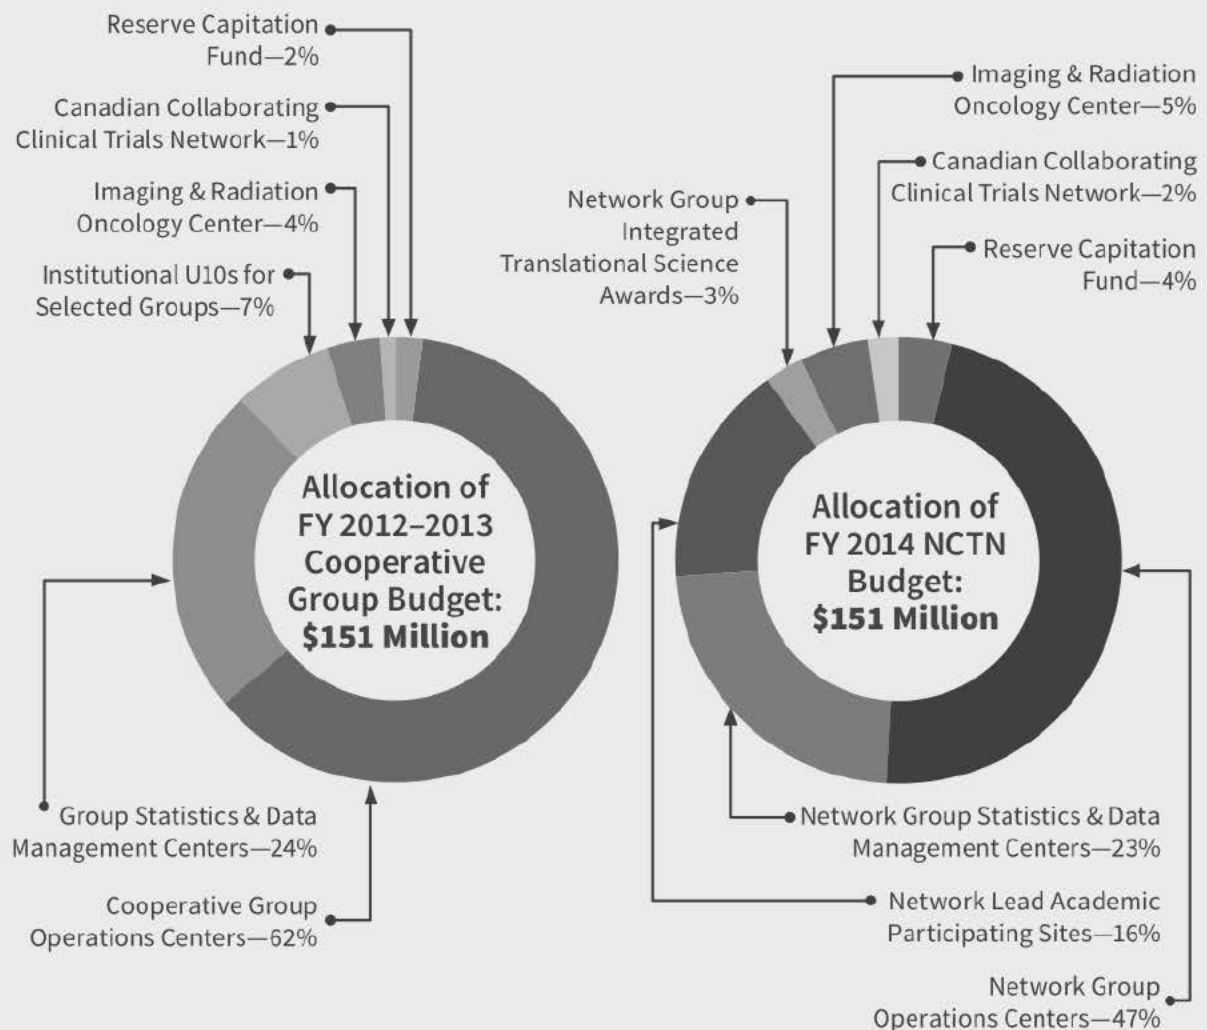 Reserve Capitation
Fund—2%
Canadian Collaborating
Clinical Trials Network—1%
Imaging & Radiation
Oncology Center—4%
Institutional U10s for
Selected Groups—7%
Allocation of
FY 2012–2013
Cooperative
Group Budget:
$151 Million
Group Statistics & Data
Management Centers—24%
Cooperative Group
Operations Centers—62%
Imaging & Radiation
Oncology Center—5%
Canadian Collaborating
Clinical Trials Network—2%
Network Group
Integrated
Translational Science
Awards—3%
Reserve Capitation
Fund—4%
Allocation of
FY 2014 NCTN
Budget:
$151 Million
Network Group Statistics & Data
Management Centers—23%
Network Lead Academic
Participating Sites—16%
Network Group
Operations Centers—47%